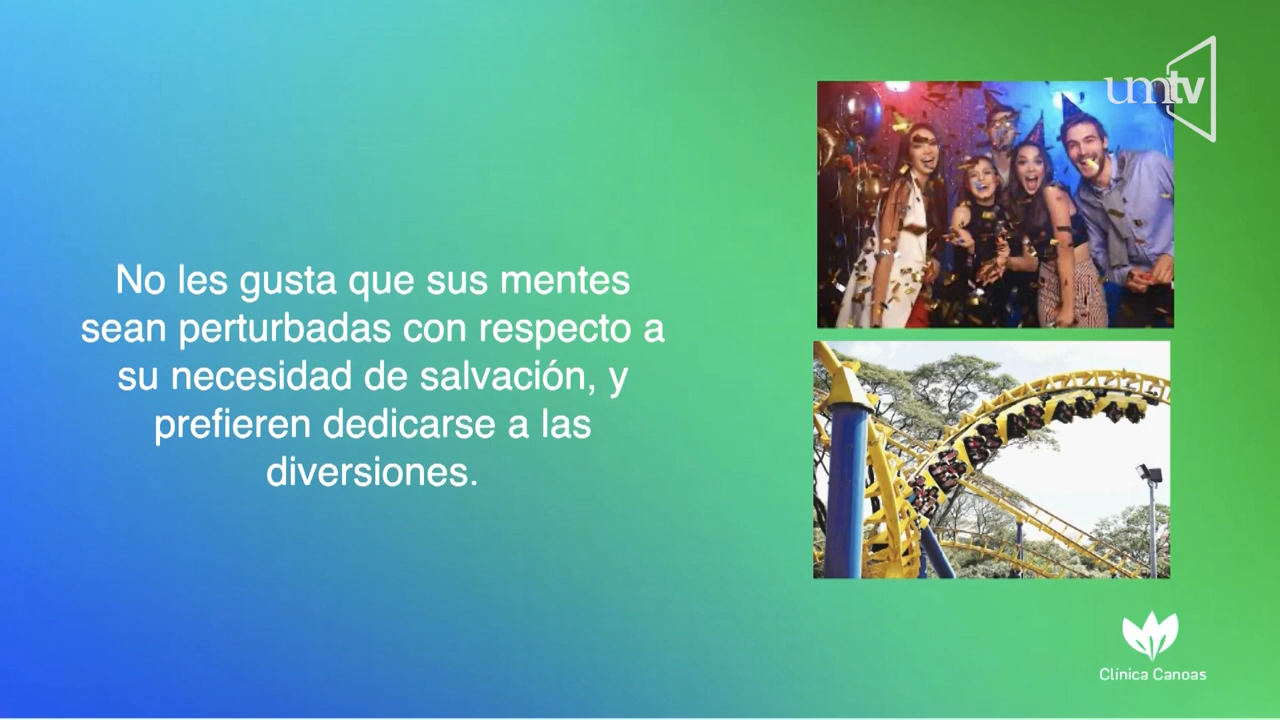 umtv
No les gusta que sus mentes
sean perturbadas con respecto a
su necesidad de salvación, y
prefieren dedicarse a las
diversiones.
Clínica Canoas